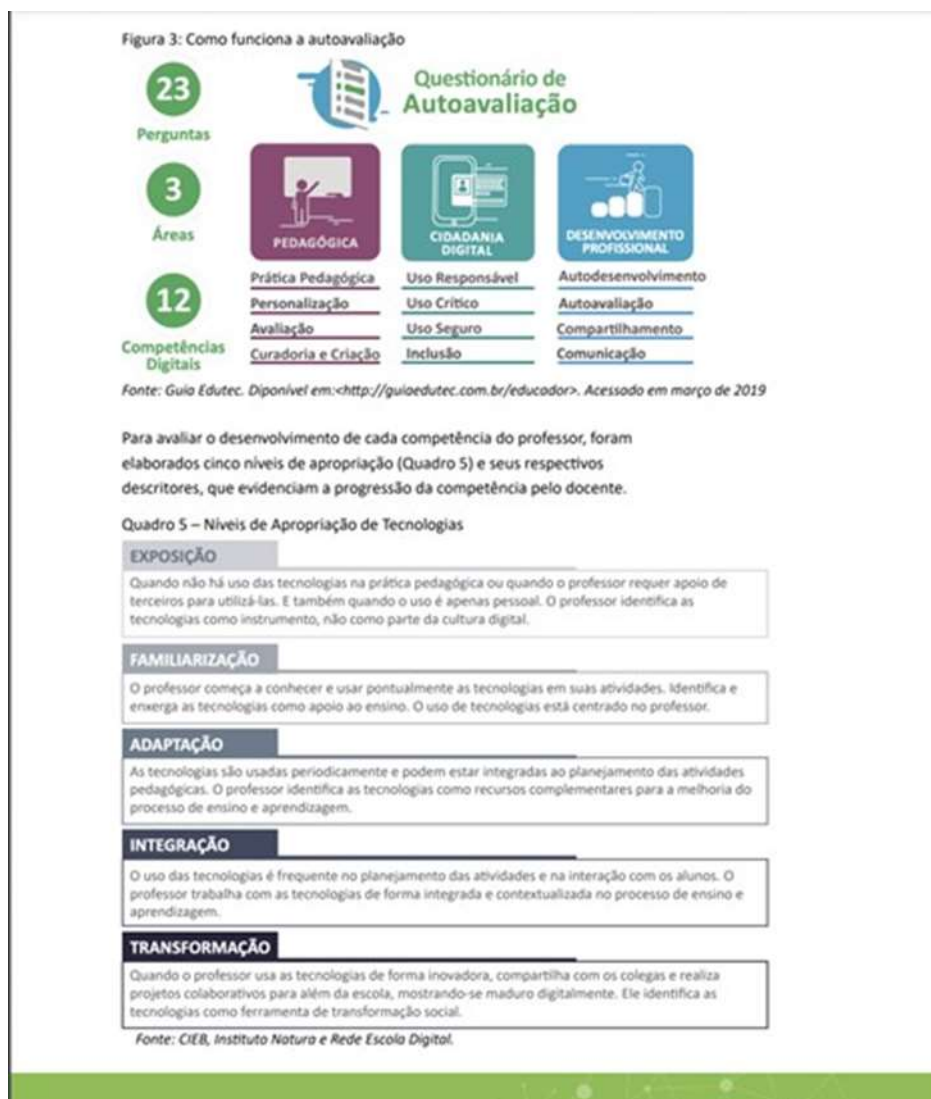 Figura 3: Como funciona a autoavaliação
23
Perguntas
Questionário de
Autoavaliação
3
Áreas
PEDAGÓGICA
CIDADANIA
DIGITAL
DESENVOLVIMENTO
PROFISSIONAL
12
Competências
Digitais
Prática Pedagógica
Personalização
Avaliação
Curadoria e Criação
Uso Responsável
Uso Crítico
Uso Seguro
Inclusão
Autodesenvolvimento
Autoavaliação
Compartilhamento
Comunicação
Fonte: Guia Edutec. Diponível em:<http://guiaedutec.com.br/educador>. Acessado em março de 2019
Para avaliar o desenvolvimento de cada competência do professor, foram
elaborados cinco níveis de apropriação (Quadro 5) e seus respectivos
descritores, que evidenciam a progressão da competência pelo docente.
Quadro 5 – Níveis de Apropriação de Tecnologias
EXPOSIÇÃO
Quando não há uso das tecnologias na prática pedagógica ou quando o professor requer apoio de
terceiros para utilizá-las. E também quando o uso é apenas pessoal. O professor identifica as
tecnologias como instrumento, não como parte da cultura digital.
FAMILIARIZAÇÃO
O professor começa a conhecer e usar pontualmente as tecnologias em suas atividades. Identifica e
enxerga as tecnologias como apoio ao ensino. O uso de tecnologias está centrado no professor.
ADAPTAÇÃO
As tecnologias são usadas periodicamente e podem estar integradas ao planejamento das atividades
pedagógicas. O professor identifica as tecnologias como recursos complementares para a melhoria do
processo de ensino e aprendizagem.
INTEGRAÇÃO
O uso das tecnologias é frequente no planejamento das atividades e na interação com os alunos. O
professor trabalha com as tecnologias de forma integrada e contextualizada no processo de ensino e
aprendizagem.
TRANSFORMAÇÃO
Quando o professor usa as tecnologias de forma inovadora, compartilha com os colegas e realiza
projetos colaborativos para além da escola, mostrando-se maduro digitalmente. Ele identifica as
tecnologias como ferramenta de transformação social.
Fonte: CIEB, Instituto Natura e Rede Escola Digital.